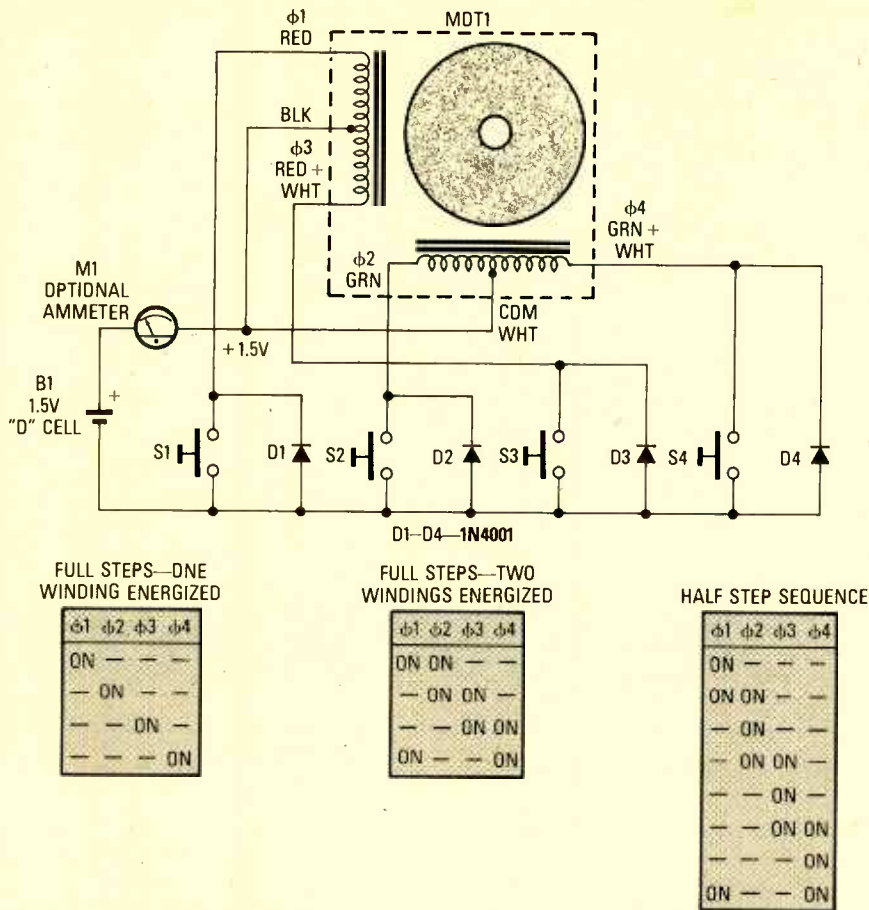 ϕ1
RED
MDT1
BLK
ϕ3
RED +
WHT
ϕ4
GRN +
WHT
ϕ2
GRN
M1
OPTIONAL
AMMETER
COM
WHT
+1.5V
B1
1.5V
"D" CELL
+
S1
D1
S2
D2
S3
D3
S4
D4
D1–D4—1N4001
FULL STEPS—ONE
WINDING ENERGIZED
ϕ1 ϕ2 ϕ3 ϕ4
ON — — —
— ON — —
— — ON —
— — — ON
FULL STEPS—TWO
WINDINGS ENERGIZED
ϕ1 ϕ2 ϕ3 ϕ4
ON ON — —
— ON ON —
— — ON ON
ON — — ON
HALF STEP SEQUENCE
ϕ1 ϕ2 ϕ3 ϕ4
ON — — —
ON ON — —
— ON — —
— ON ON —
— — ON —
— — ON ON
— — — ON
ON — — ON